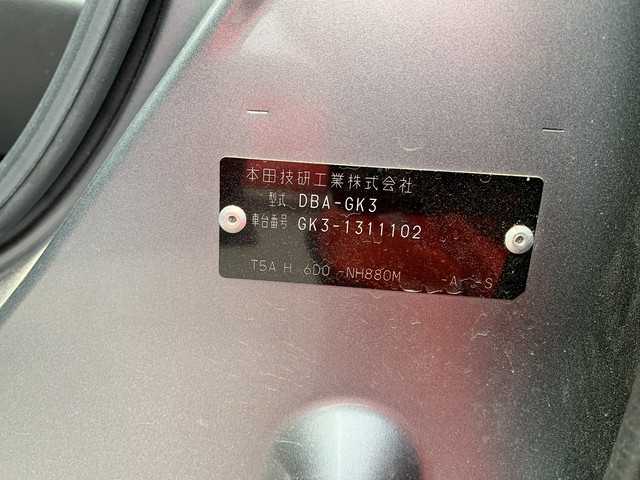 本田技研工業株式会社
型式 DBA-GK3
車台番号 GK3-1311102
T5A H 6D0 -NH880M -A -S